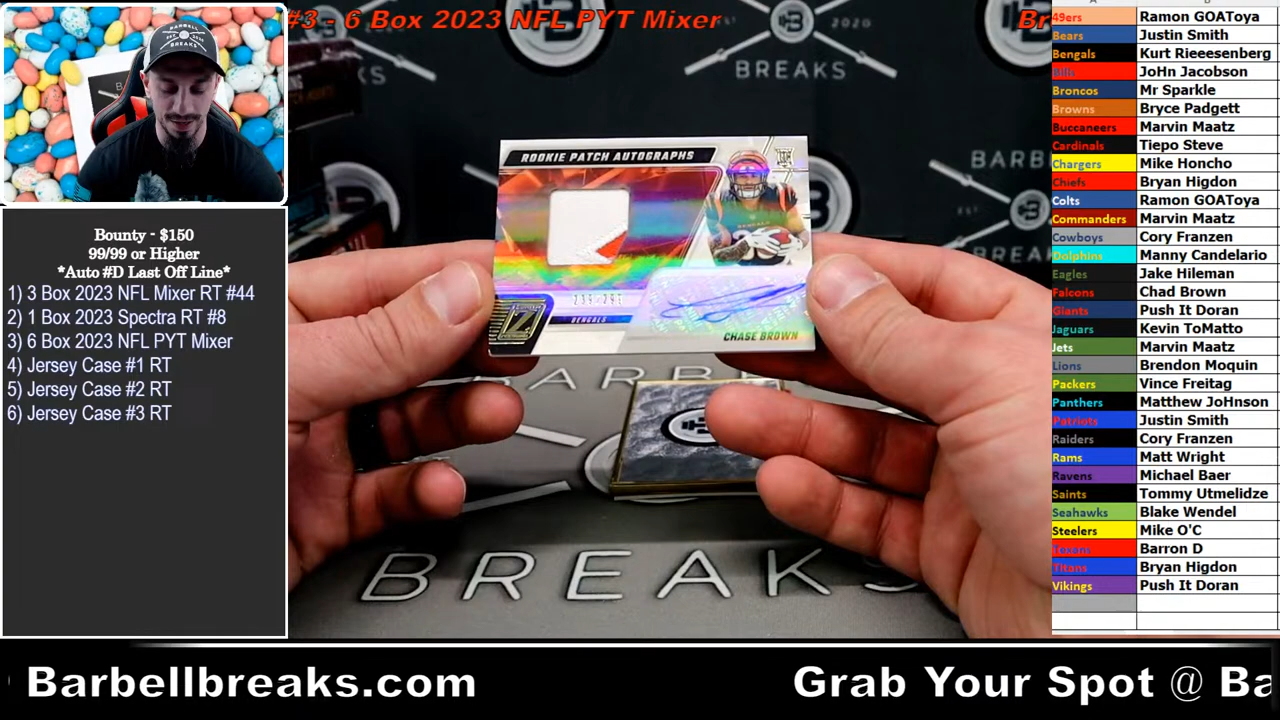 #3 - 6 Box 2023 NFL PYT Mixer
Br
BARBELL
BREAKS
2020
BREAKS
BARB
EST
BR
Bounty - $150
99/99 or Higher
*Auto #D Last Off Line*
1) 3 Box 2023 NFL Mixer RT #44
2) 1 Box 2023 Spectra RT #8
3) 6 Box 2023 NFL PYT Mixer
4) Jersey Case #1 RT
5) Jersey Case #2 RT
6) Jersey Case #3 RT
ROOKIE PATCH AUTOGRAPHS
BENGALS
CHASE BROWN
BREAKS
49ers Ramon GOAToya
Bears Justin Smith
Bengals Kurt Rieeesenberg
Bills JoHn Jacobson
Broncos Mr Sparkle
Browns Bryce Padgett
Buccaneers Marvin Maatz
Cardinals Tiepo Steve
Chargers Mike Honcho
Chiefs Bryan Higdon
Colts Ramon GOAToya
Commanders Marvin Maatz
Cowboys Cory Franzen
Dolphins Manny Candelario
Eagles Jake Hileman
Falcons Chad Brown
Giants Push It Doran
Jaguars Kevin ToMatto
Jets Marvin Maatz
Lions Brendon Moquin
Packers Vince Freitag
Panthers Matthew JoHnson
Patriots Justin Smith
Raiders Cory Franzen
Rams Matt Wright
Ravens Michael Baer
Saints Tommy Utmelidze
Seahawks Blake Wendel
Steelers Mike O'C
Texans Barron D
Titans Bryan Higdon
Vikings Push It Doran
Barbellbreaks.com
Grab Your Spot @ Ba